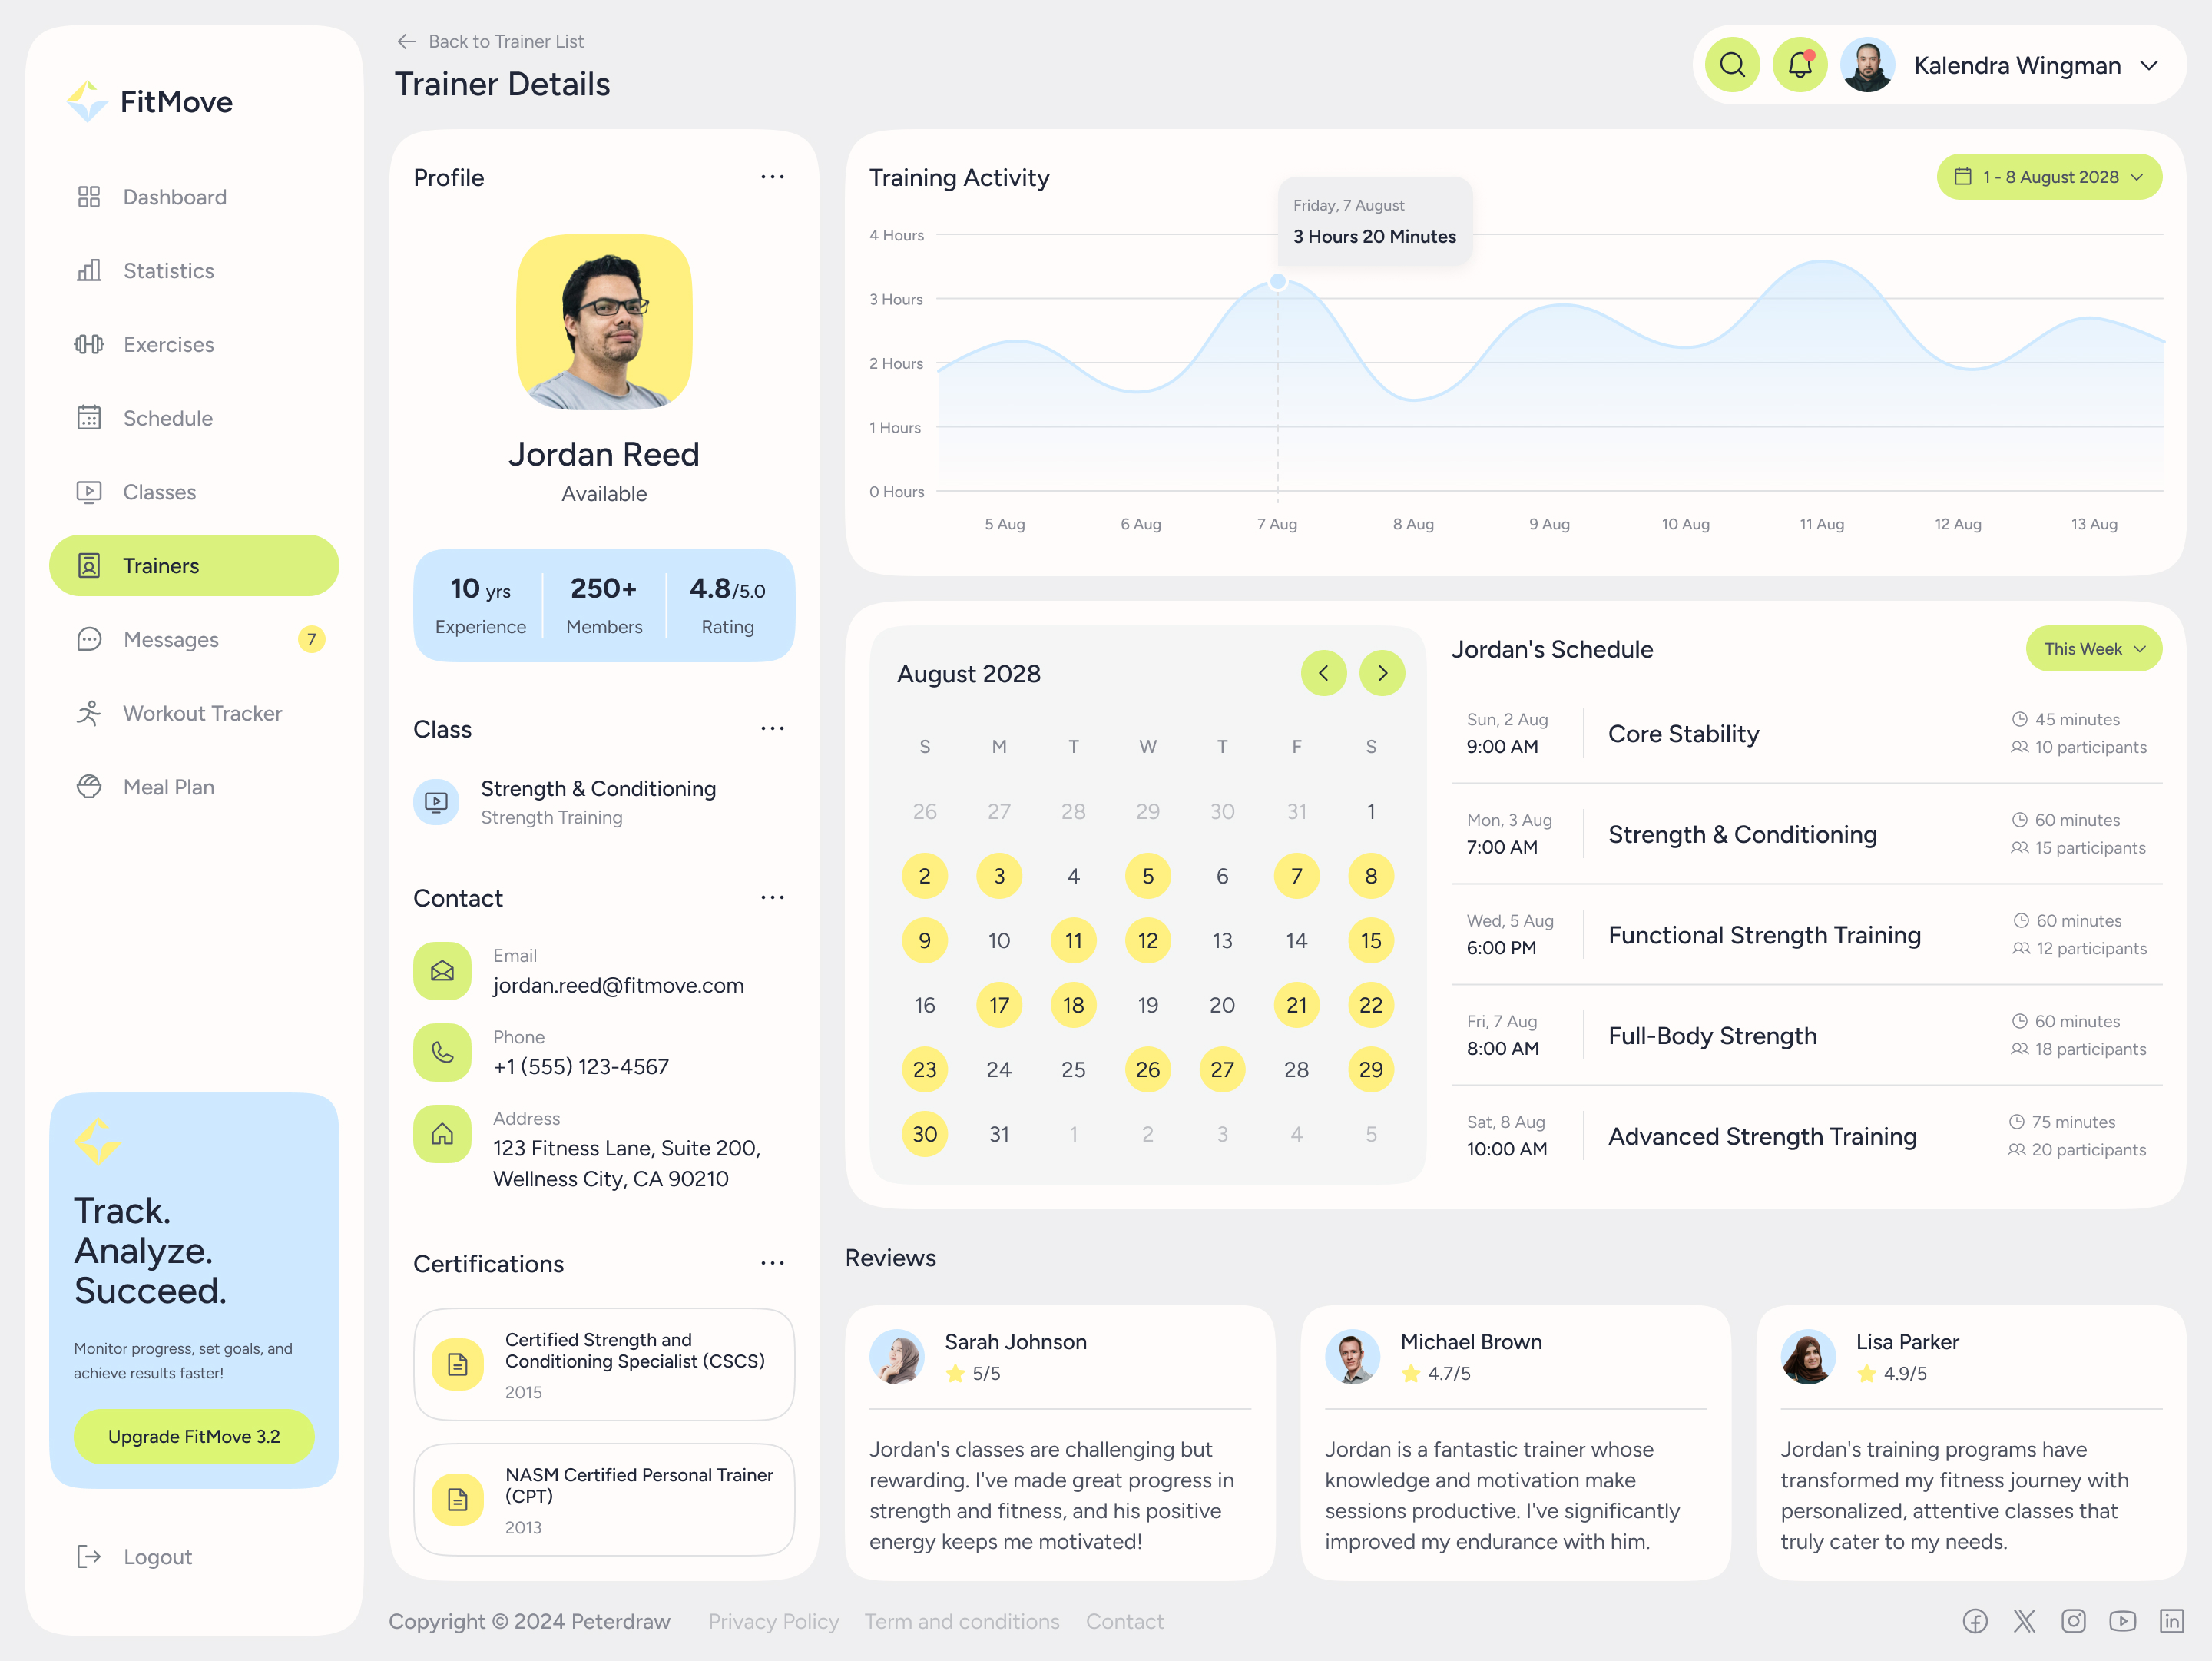 FitMove
Dashboard
Statistics
Exercises
Schedule
Classes
Trainers
Messages
7
Workout Tracker
Meal Plan
Track.
Analyze.
Succeed.
Monitor progress, set goals, and
achieve results faster!
Upgrade FitMove 3.2
Logout
Back to Trainer List
Trainer Details
Kalendra Wingman
Profile
Jordan Reed
Available
10 yrs
Experience
250+
Members
4.8/5.0
Rating
Class
Strength & Conditioning
Strength Training
Contact
Email
jordan.reed@fitmove.com
Phone
+1 (555) 123-4567
Address
123 Fitness Lane, Suite 200,
Wellness City, CA 90210
Certifications
Certified Strength and
Conditioning Specialist (CSCS)
2015
NASM Certified Personal Trainer
(CPT)
2013
Training Activity
1 - 8 August 2028
Friday, 7 August
3 Hours 20 Minutes
4 Hours
3 Hours
2 Hours
1 Hours
0 Hours
5 Aug 6 Aug 7 Aug 8 Aug 9 Aug 10 Aug 11 Aug 12 Aug 13 Aug
August 2028
S M T W T F S
26 27 28 29 30 31 1
2 3 4 5 6 7 8
9 10 11 12 13 14 15
16 17 18 19 20 21 22
23 24 25 26 27 28 29
30 31 1 2 3 4 5
Jordan's Schedule
This Week
Sun, 2 Aug
9:00 AM
Core Stability
45 minutes
10 participants
Mon, 3 Aug
7:00 AM
Strength & Conditioning
60 minutes
15 participants
Wed, 5 Aug
6:00 PM
Functional Strength Training
60 minutes
12 participants
Fri, 7 Aug
8:00 AM
Full-Body Strength
60 minutes
18 participants
Sat, 8 Aug
10:00 AM
Advanced Strength Training
75 minutes
20 participants
Reviews
Sarah Johnson
5/5
Jordan's classes are challenging but
rewarding. I've made great progress in
strength and fitness, and his positive
energy keeps me motivated!
Michael Brown
4.7/5
Jordan is a fantastic trainer whose
knowledge and motivation make
sessions productive. I've significantly
improved my endurance with him.
Lisa Parker
4.9/5
Jordan's training programs have
transformed my fitness journey with
personalized, attentive classes that
truly cater to my needs.
Copyright © 2024 Peterdraw
Privacy Policy
Term and conditions
Contact